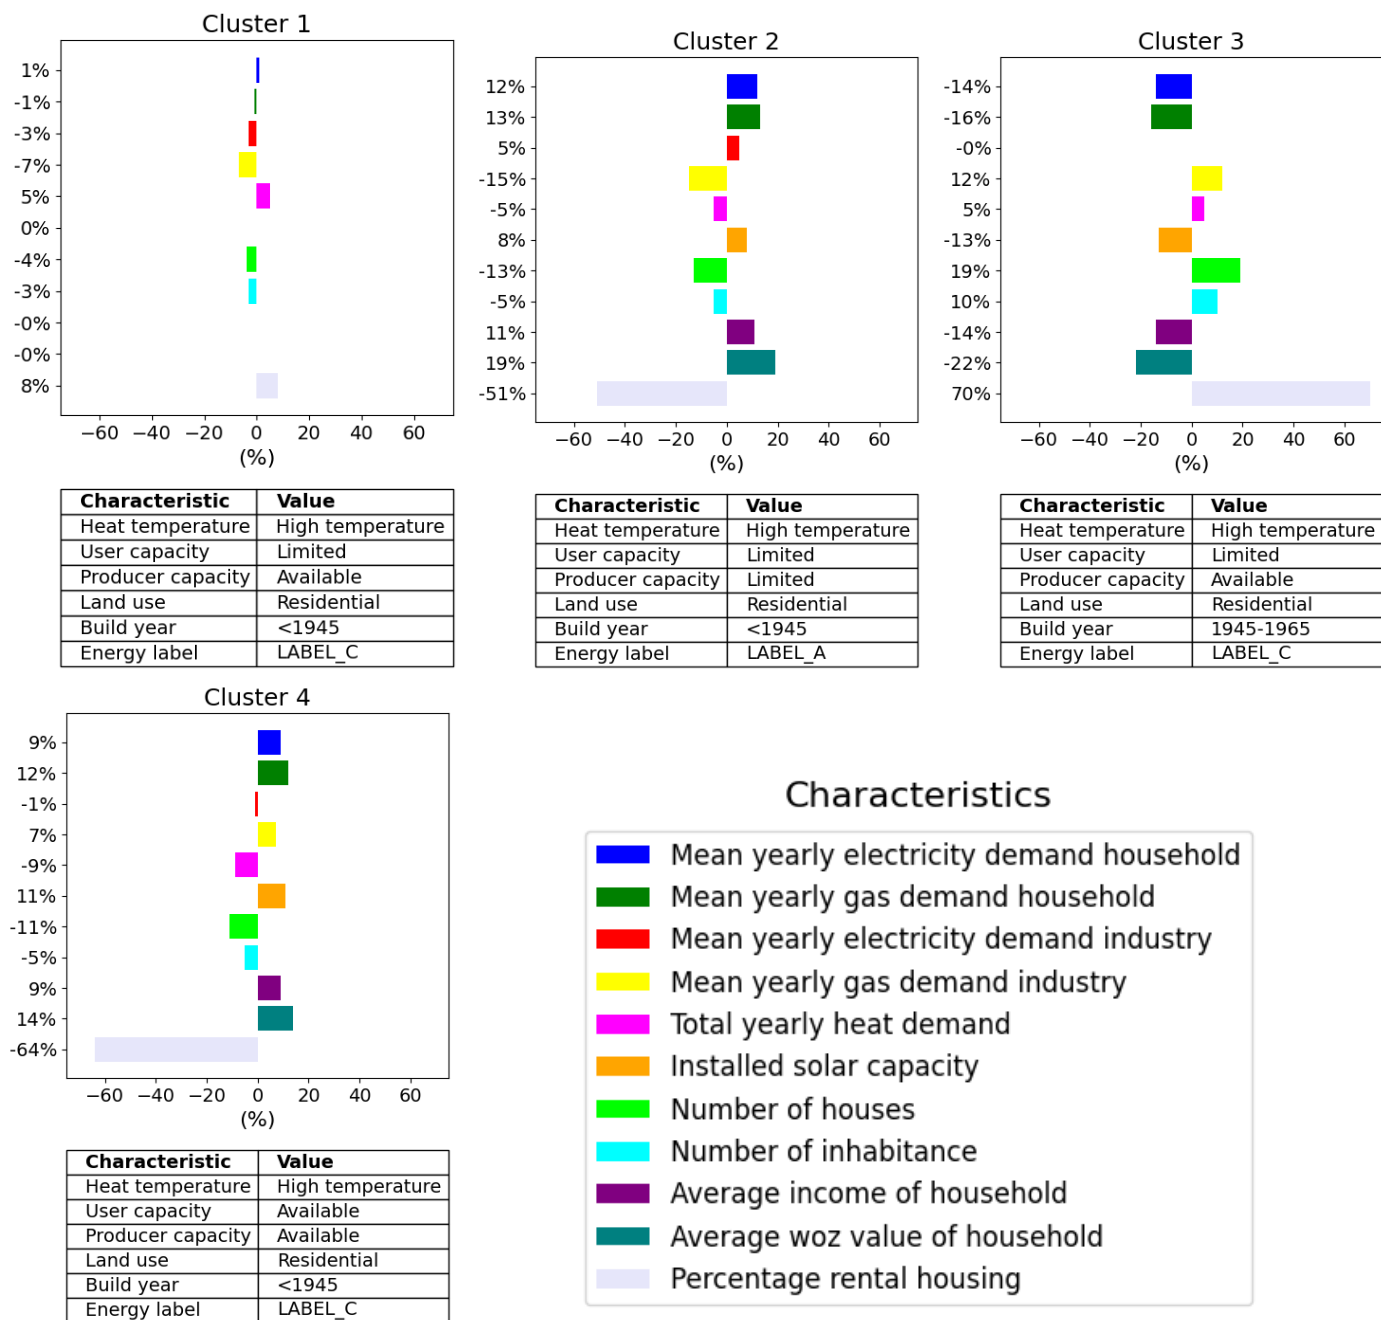 Cluster 1
1%
-1%
-3%
-7%
5%
0%
-4%
-3%
-0%
-0%
8%
−60 −40 −20 0 20 40 60
(%)
Characteristic Value
Heat temperature High temperature
User capacity Limited
Producer capacity Available
Land use Residential
Build year <1945
Energy label LABEL_C
Cluster 2
12%
13%
5%
-15%
-5%
8%
-13%
-5%
11%
19%
-51%
−60 −40 −20 0 20 40 60
(%)
Characteristic Value
Heat temperature High temperature
User capacity Limited
Producer capacity Limited
Land use Residential
Build year <1945
Energy label LABEL_A
Cluster 3
-14%
-16%
-0%
12%
5%
-13%
19%
10%
-14%
-22%
70%
−60 −40 −20 0 20 40 60
(%)
Characteristic Value
Heat temperature High temperature
User capacity Limited
Producer capacity Available
Land use Residential
Build year 1945-1965
Energy label LABEL_C
Cluster 4
9%
12%
-1%
7%
-9%
11%
-11%
-5%
9%
14%
-64%
−60 −40 −20 0 20 40 60
(%)
Characteristic Value
Heat temperature High temperature
User capacity Available
Producer capacity Available
Land use Residential
Build year <1945
Energy label LABEL_C
Characteristics
Mean yearly electricity demand household
Mean yearly gas demand household
Mean yearly electricity demand industry
Mean yearly gas demand industry
Total yearly heat demand
Installed solar capacity
Number of houses
Number of inhabitance
Average income of household
Average woz value of household
Percentage rental housing